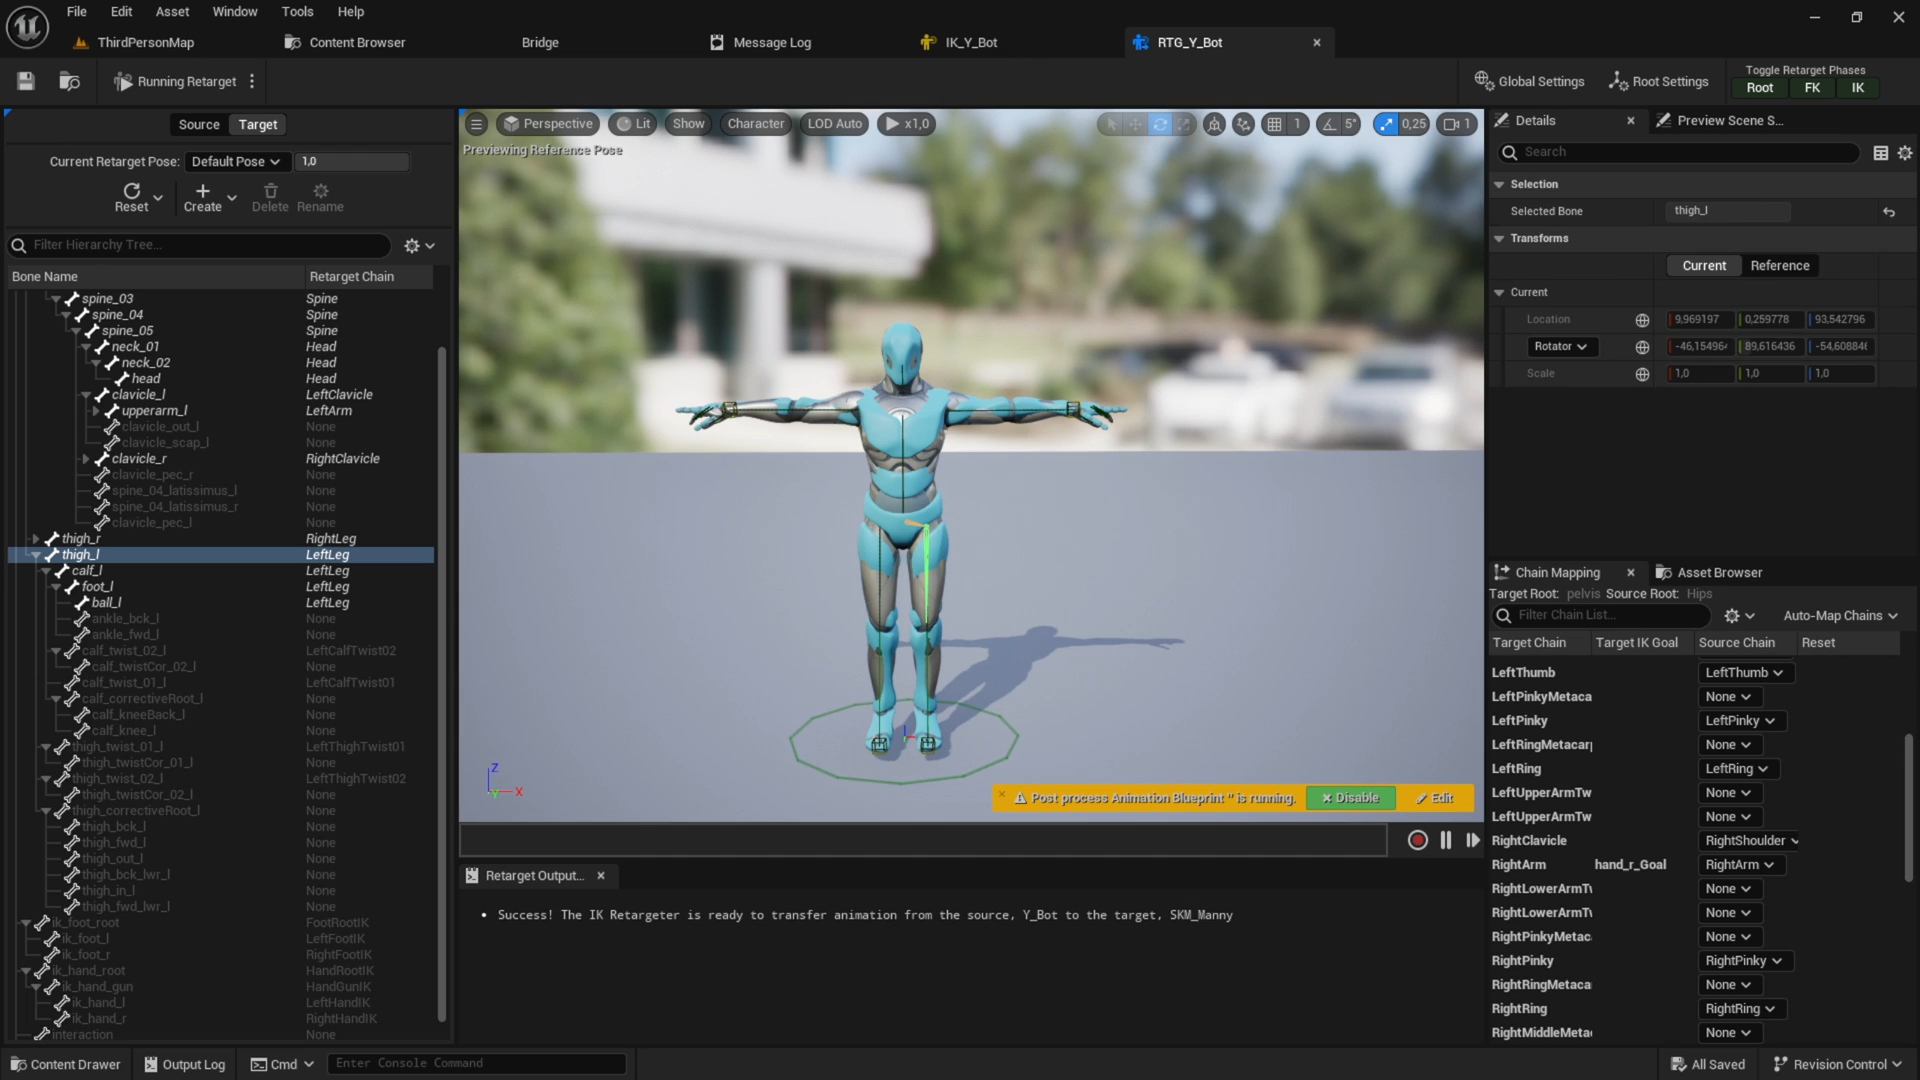 File Edit Asset Window Tools Help
ThirdPersonMap Content Browser Bridge Message Log IK_Y_Bot RTG_Y_Bot
Running Retarget Global Settings Root Settings Toggle Retarget Phases
Root FK IK
Source Target
Current Retarget Pose: Default Pose 1,0
Reset Create Delete Rename
Filter Hierarchy Tree...
Bone Name Retarget Chain
spine_03 Spine
spine_04 Spine
spine_05 Spine
neck_01 Head
neck_02 Head
head Head
clavicle_l LeftClavicle
upperarm_l LeftArm
clavicle_out_l None
clavicle_scap_l None
clavicle_r RightClavicle
clavicle_pec_r None
spine_04_latissimus_l None
spine_04_latissimus_r None
clavicle_pec_l None
thigh_r RightLeg
thigh_l LeftLeg
calf_l LeftLeg
foot_l LeftLeg
ball_l LeftLeg
ankle_bck_l None
ankle_fwd_l None
calf_twist_02_l LeftCalfTwist02
calf_twistCor_02_l None
calf_twist_01_l LeftCalfTwist01
calf_correctiveRoot_l None
calf_kneeBack_l None
calf_knee_l None
thigh_twist_01_l LeftThighTwist01
thigh_twistCor_01_l None
thigh_twist_02_l LeftThighTwist02
thigh_twistCor_02_l None
thigh_correctiveRoot_l None
thigh_bck_l None
thigh_fwd_l None
thigh_out_l None
thigh_bck_lwr_l None
thigh_in_l None
thigh_fwd_lwr_l None
ik_foot_root FootRootIK
ik_foot_l LeftFootIK
ik_foot_r RightFootIK
ik_hand_root HandRootIK
ik_hand_gun HandGunIK
ik_hand_l LeftHandIK
ik_hand_r RightHandIK
interaction None
Perspective Lit Show Character LOD Auto x1,0 1 5° 0,25 1
Previewing Reference Pose
Z
Y X
Post process Animation Blueprint '' is running. Disable Edit
Retarget Output...
• Success! The IK Retargeter is ready to transfer animation from the source, Y_Bot to the target, SKM_Manny
Details Preview Scene S...
Search
Selection
Selected Bone thigh_l
Transforms
Current Reference
Current
Location 9,969197 0,259778 93,542796
Rotator -46,15496 89,616436 -54,60884
Scale 1,0 1,0 1,0
Chain Mapping Asset Browser
Target Root: pelvis Source Root: Hips
Filter Chain List... Auto-Map Chains
Target Chain Target IK Goal Source Chain Reset
LeftThumb LeftThumb
LeftPinkyMetaca None
LeftPinky LeftPinky
LeftRingMetacar None
LeftRing LeftRing
LeftUpperArmTw None
LeftUpperArmTw None
RightClavicle RightShoulder
RightArm hand_r_Goal RightArm
RightLowerArmTv None
RightLowerArmTv None
RightPinkyMetac None
RightPinky RightPinky
RightRingMetaca None
RightRing RightRing
RightMiddleMeta None
Content Drawer Output Log Cmd Enter Console Command All Saved Revision Control